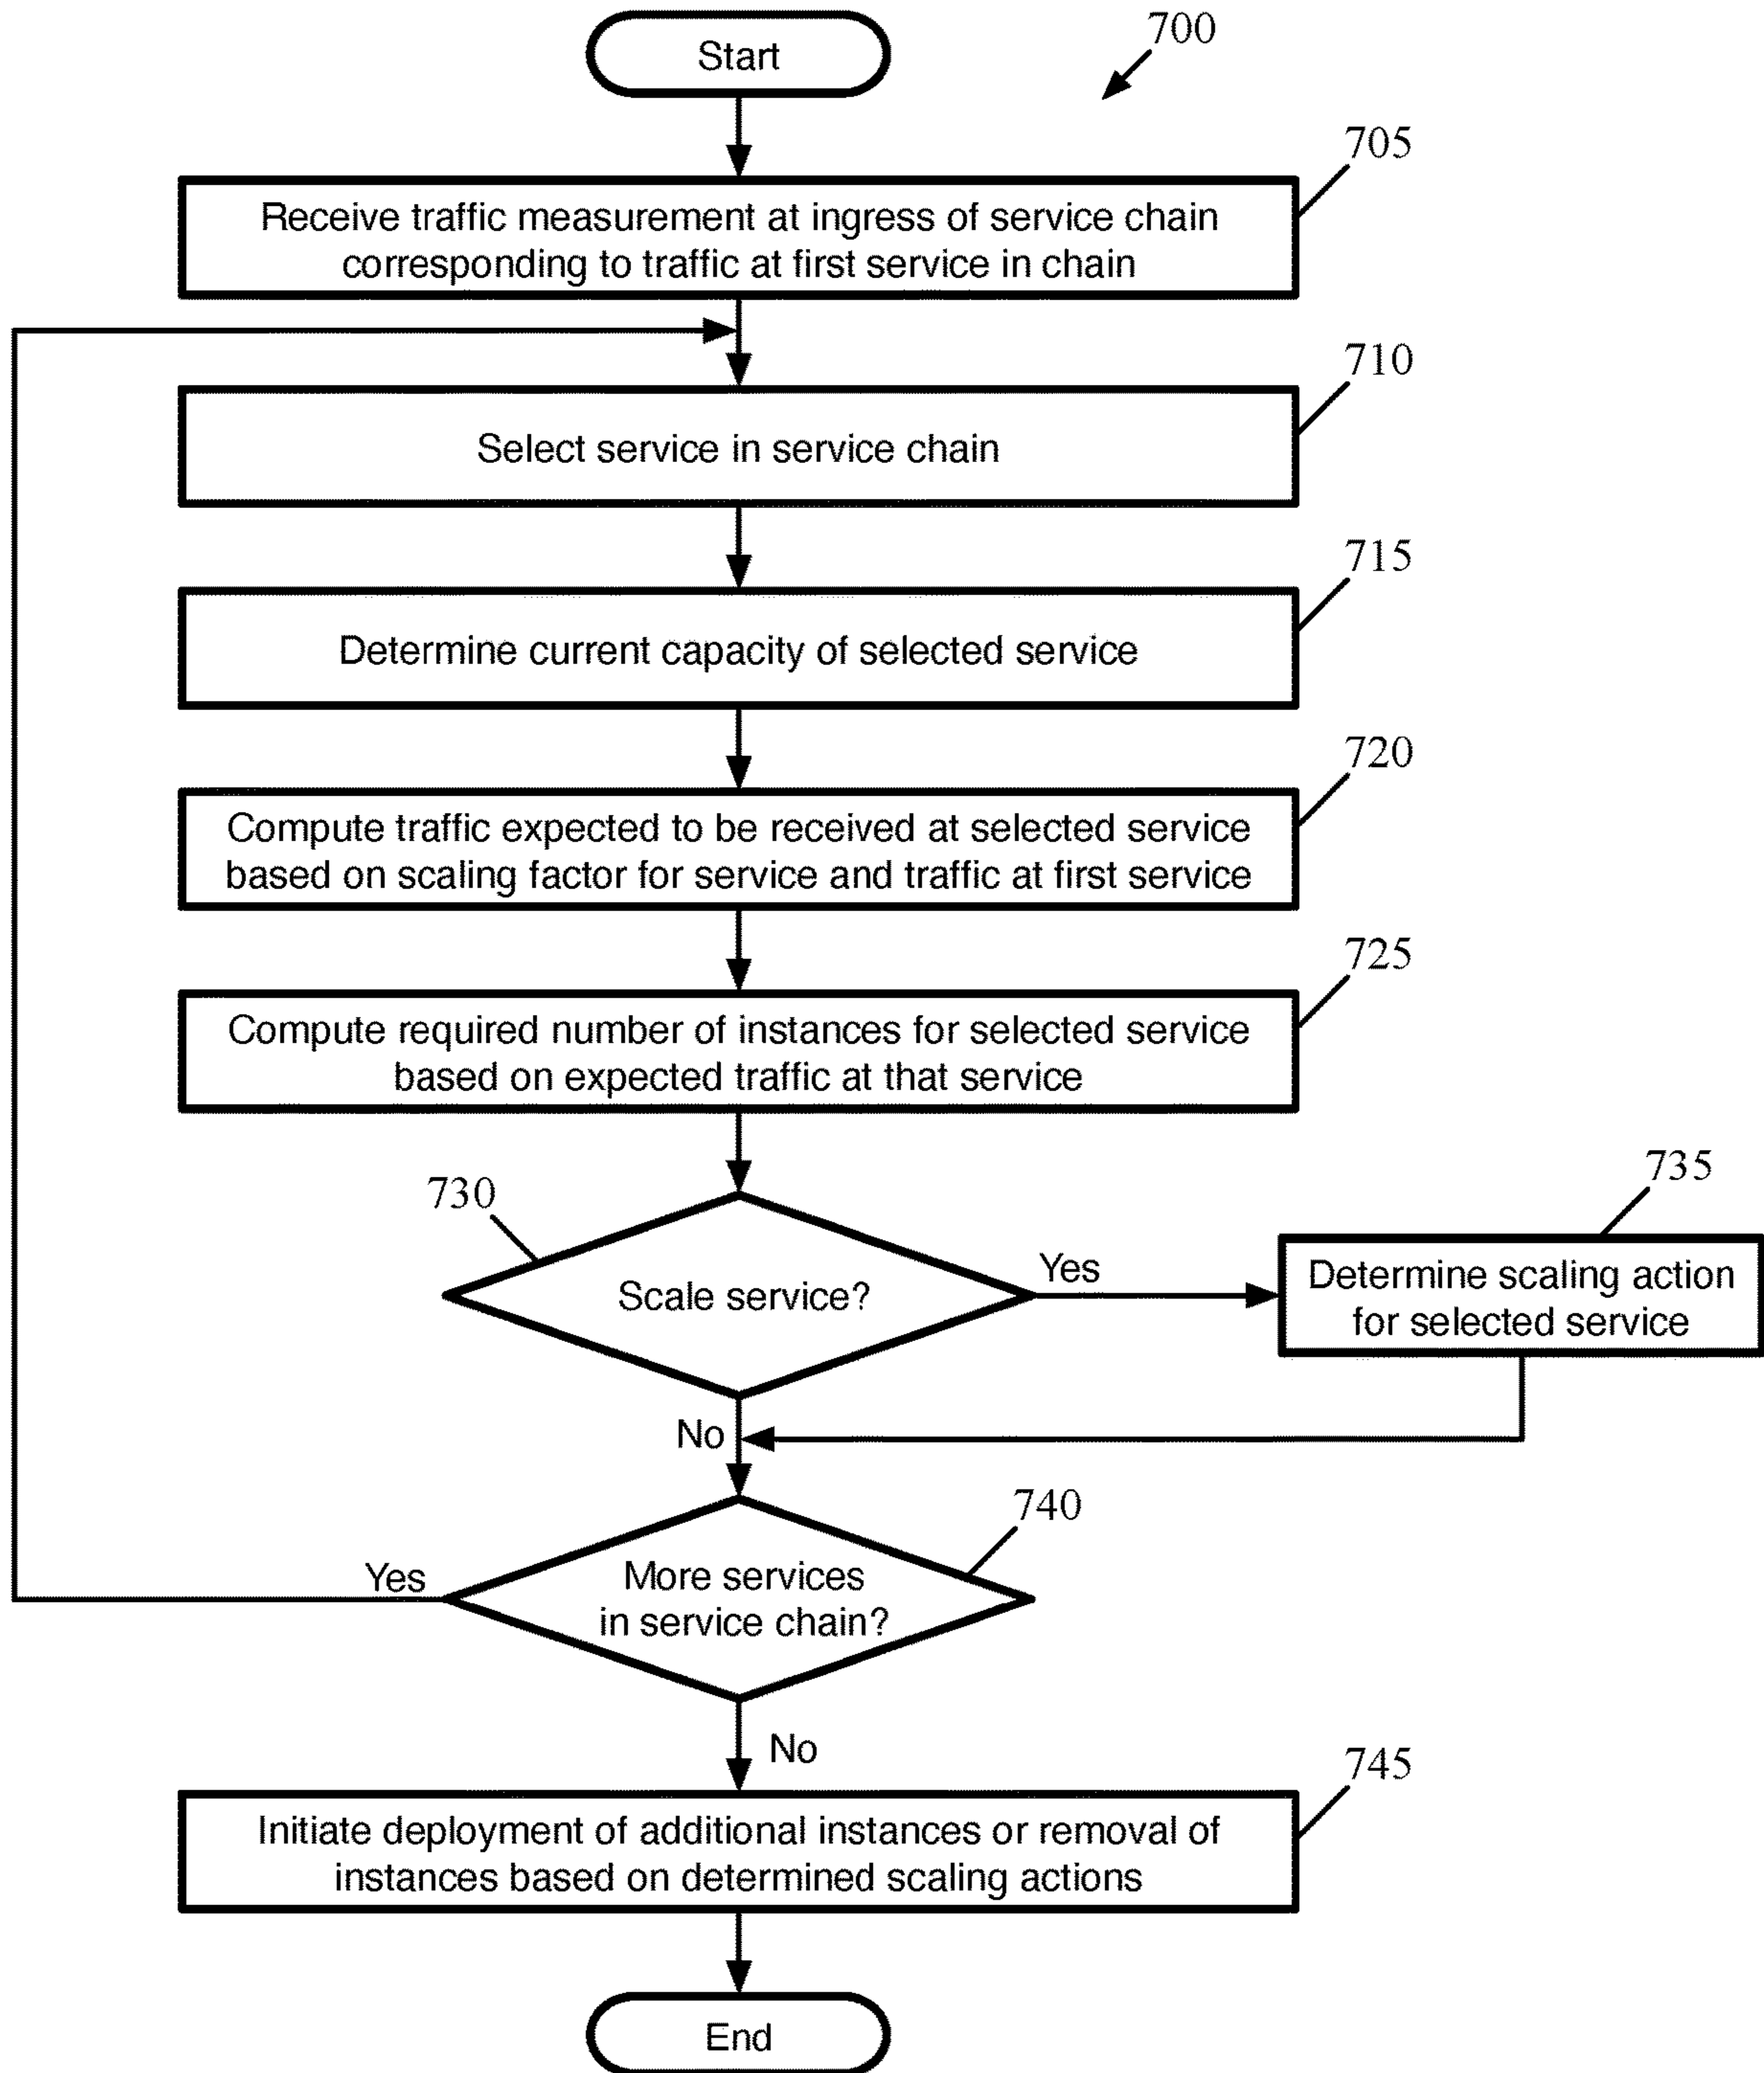 Start
700
705
Receive traffic measurement at ingress of service chain
corresponding to traffic at first service in chain
710
Select service in service chain
715
Determine current capacity of selected service
720
Compute traffic expected to be received at selected service
based on scaling factor for service and traffic at first service
725
Compute required number of instances for selected service
based on expected traffic at that service
730
Scale service?
Yes
735
Determine scaling action
for selected service
No
740
More services
in service chain?
Yes
No
745
Initiate deployment of additional instances or removal of
instances based on determined scaling actions
End